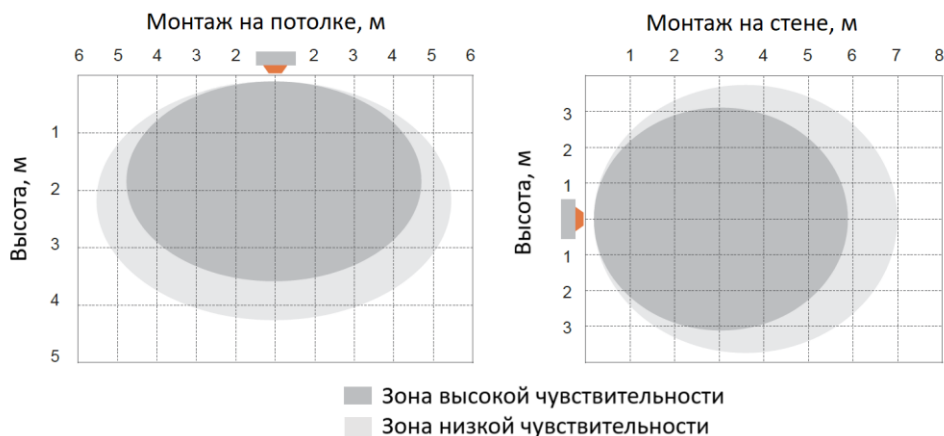 Монтаж на потолке, м
6 5 4 3 2 2 3 4 5 6
Высота, м
1
2
3
4
5
Монтаж на стене, м
1 2 3 4 5 6 7 8
Высота, м
3
2
1
1
2
3
Зона высокой чувствительности
Зона низкой чувствительности